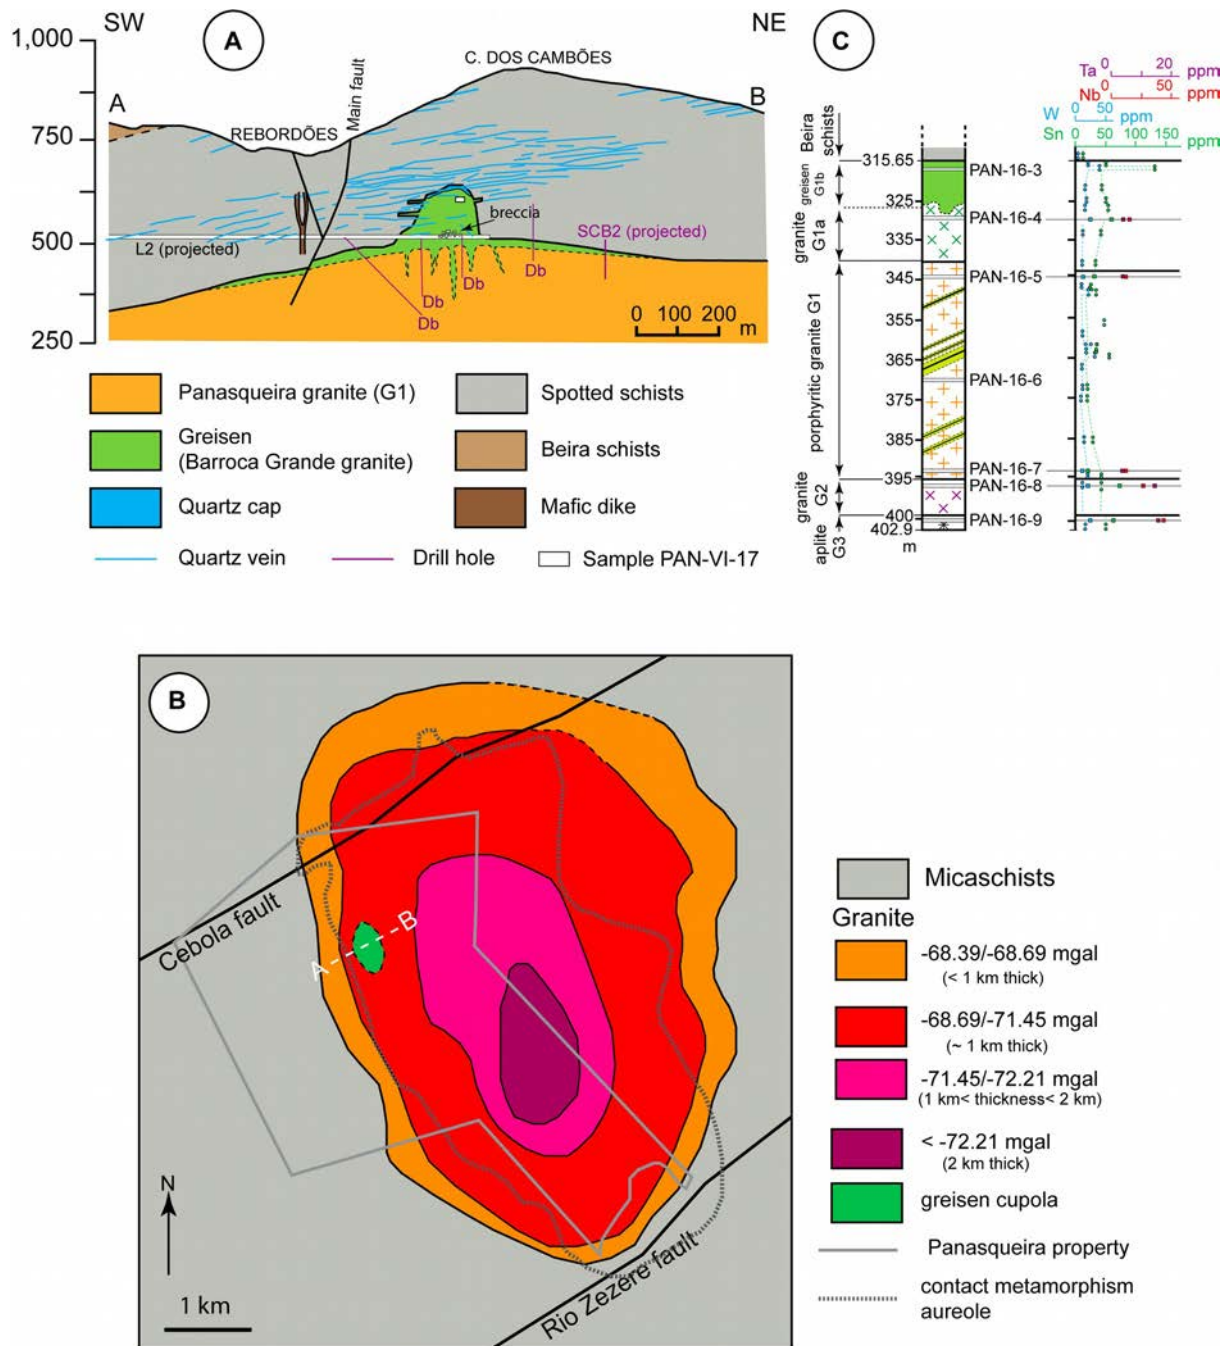 SW
NE
A
1,000
750
500
250
A
B
REBORDÕES
Main fault
C. DOS CAMBÕES
breccia
L2 (projected)
SCB2 (projected)
Db
Db
Db
Db
0 100 200
m
Panasqueira granite (G1)
Spotted schists
Greisen
(Barroca Grande granite)
Beira schists
Quartz cap
Mafic dike
Quartz vein
Drill hole
Sample PAN-VI-17
C
Ta 0 20 ppm
Nb 0 50 ppm
W 0 50 ppm
Sn 0 50 100 150 ppm
Beira
schists
greisen
G1b
granite
G1a
porphyritic granite G1
granite
G2
aplite
G3
315.65
325
335
345
355
365
375
385
395
400
402.9
m
PAN-16-3
PAN-16-4
PAN-16-5
PAN-16-6
PAN-16-7
PAN-16-8
PAN-16-9
B
Cebola fault
A
B
Rio Zezere fault
N
1 km
Micaschists
Granite
-68.39/-68.69 mgal
(< 1 km thick)
-68.69/-71.45 mgal
(~ 1 km thick)
-71.45/-72.21 mgal
(1 km< thickness< 2 km)
< -72.21 mgal
(2 km thick)
greisen cupola
Panasqueira property
contact metamorphism
aureole